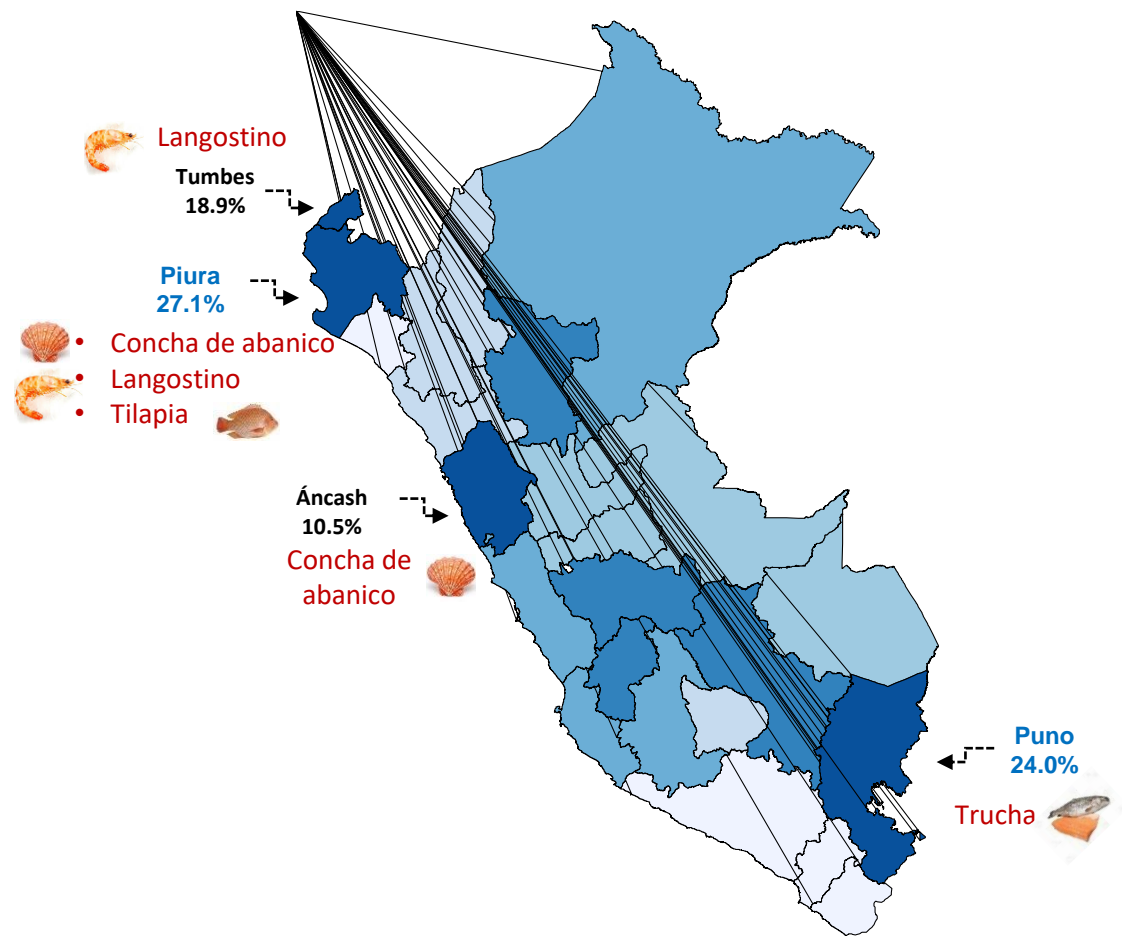 Langostino
Tumbes
18.9%
Piura
27.1%
• Concha de abanico
• Langostino
• Tilapia
Áncash
10.5%
Concha de
abanico
Puno
24.0%
Trucha